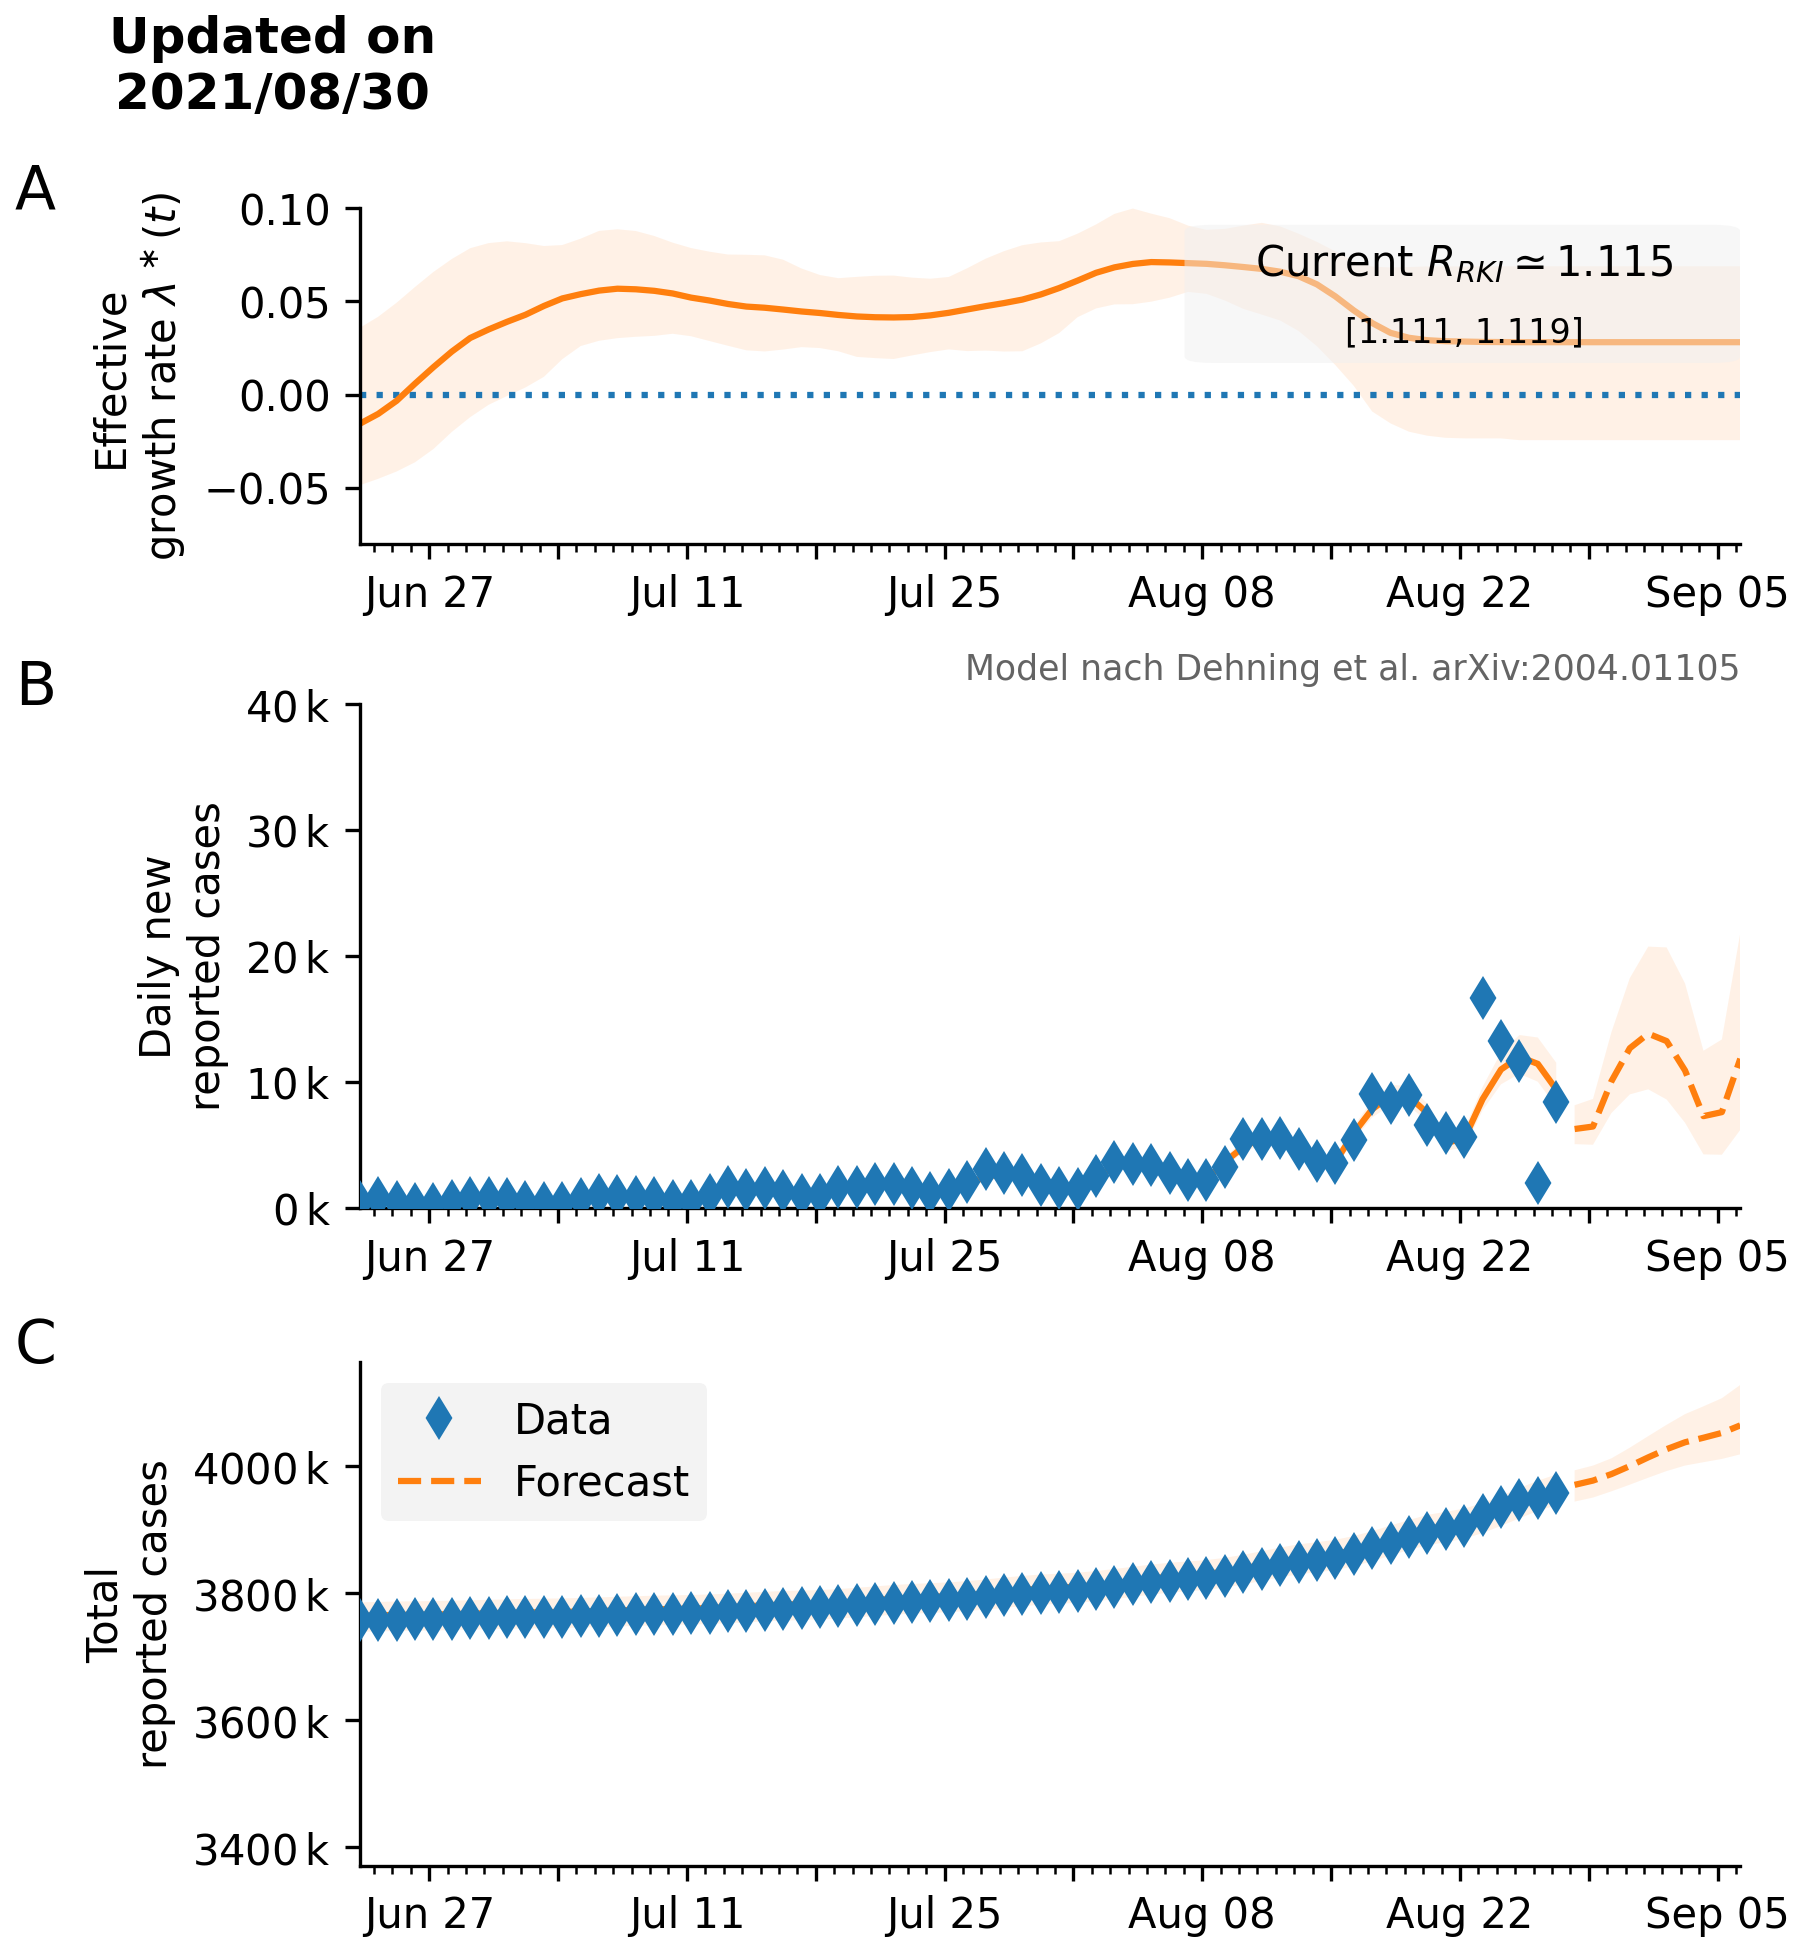 Updated on
2021/08/30
A
Effective
growth rate λ * (t)
0.10
0.05
0.00
−0.05
Current R_RKI ≃ 1.115
[1.111, 1.119]
Jun 27 Jul 11 Jul 25 Aug 08 Aug 22 Sep 05
Model nach Dehning et al. arXiv:2004.01105
B
Daily new
reported cases
40 k
30 k
20 k
10 k
0 k
Jun 27 Jul 11 Jul 25 Aug 08 Aug 22 Sep 05
C
Total
reported cases
Data
Forecast
4000 k
3800 k
3600 k
3400 k
Jun 27 Jul 11 Jul 25 Aug 08 Aug 22 Sep 05